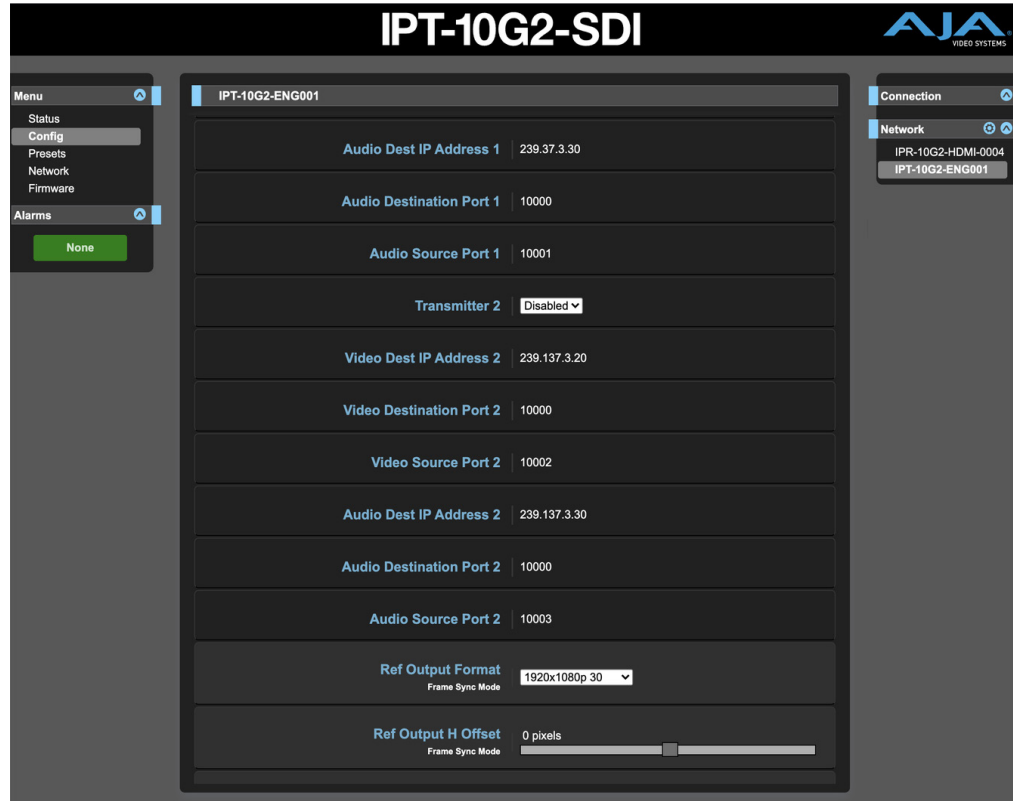 IPT-10G2-SDI
AJA
VIDEO SYSTEMS
Menu
Status
Config
Presets
Network
Firmware
Alarms
None
IPT-10G2-ENG001
Audio Dest IP Address 1 239.37.3.30
Audio Destination Port 1 10000
Audio Source Port 1 10001
Transmitter 2 Disabled
Video Dest IP Address 2 239.137.3.20
Video Destination Port 2 10000
Video Source Port 2 10002
Audio Dest IP Address 2 239.137.3.30
Audio Destination Port 2 10000
Audio Source Port 2 10003
Ref Output Format 1920x1080p 30
Frame Sync Mode
Ref Output H Offset 0 pixels
Frame Sync Mode
Connection
Network
IPR-10G2-HDMI-0004
IPT-10G2-ENG001